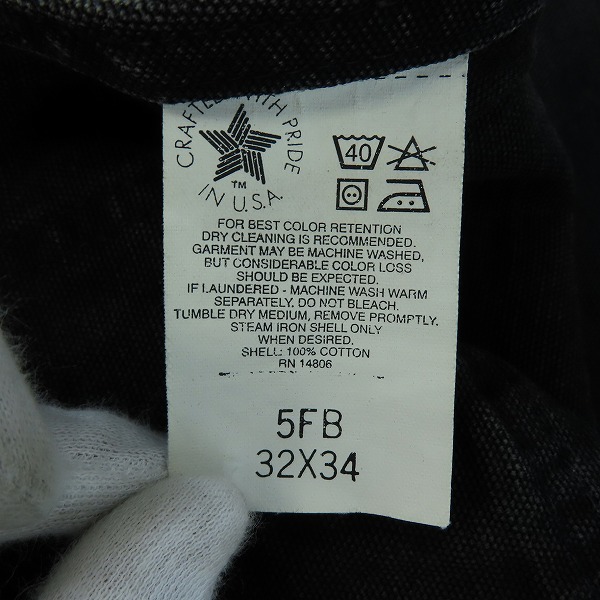 CRAFTED WITH PRIDE
IN U.S.A.
TM
40
FOR BEST COLOR RETENTION
DRY CLEANING IS RECOMMENDED.
GARMENT MAY BE MACHINE WASHED,
BUT CONSIDERABLE COLOR LOSS
SHOULD BE EXPECTED.
IF LAUNDERED - MACHINE WASH WARM
SEPARATELY. DO NOT BLEACH.
TUMBLE DRY MEDIUM, REMOVE PROMPTLY.
STEAM IRON SHELL ONLY
WHEN DESIRED.
SHELL: 100% COTTON
RN 14806
5FB
32X34